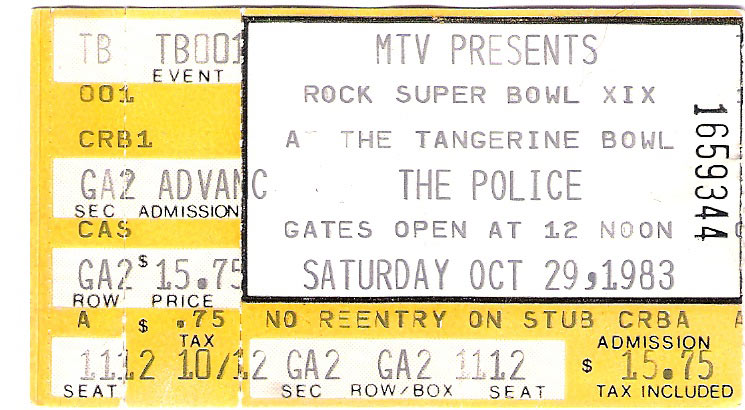 TB TB001 MTV PRESENTS
EVENT
001 ROCK SUPER BOWL XIX
CRB1 AT THE TANGERINE BOWL
GA2 ADVANC THE POLICE
SEC ADMISSION
CAS GATES OPEN AT 12 NOON
GA2 $ 15.75 SATURDAY OCT 29,1983
ROW PRICE
1659344
A $ .75 NO REENTRY ON STUB CRBA A
TAX ADMISSION
1112 10/12 GA2 GA2 1112 $ 15.75
SEAT SEC ROW/BOX SEAT TAX INCLUDED